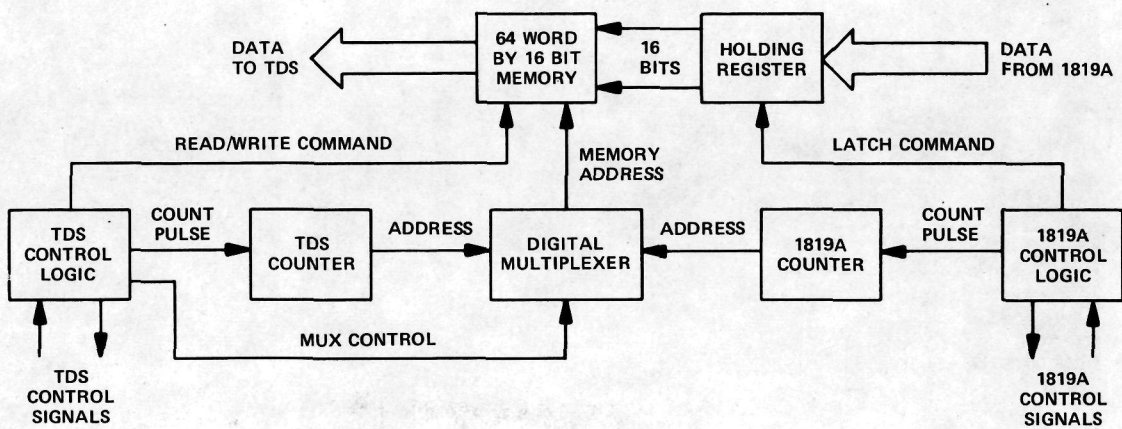 DATA
TO TDS
64 WORD
BY 16 BIT
MEMORY
16
BITS
HOLDING
REGISTER
DATA
FROM 1819A
READ/WRITE COMMAND
MEMORY
ADDRESS
LATCH COMMAND
TDS
CONTROL
LOGIC
COUNT
PULSE
TDS
COUNTER
ADDRESS
DIGITAL
MULTIPLEXER
ADDRESS
1819A
COUNTER
COUNT
PULSE
1819A
CONTROL
LOGIC
MUX CONTROL
TDS
CONTROL
SIGNALS
1819A
CONTROL
SIGNALS